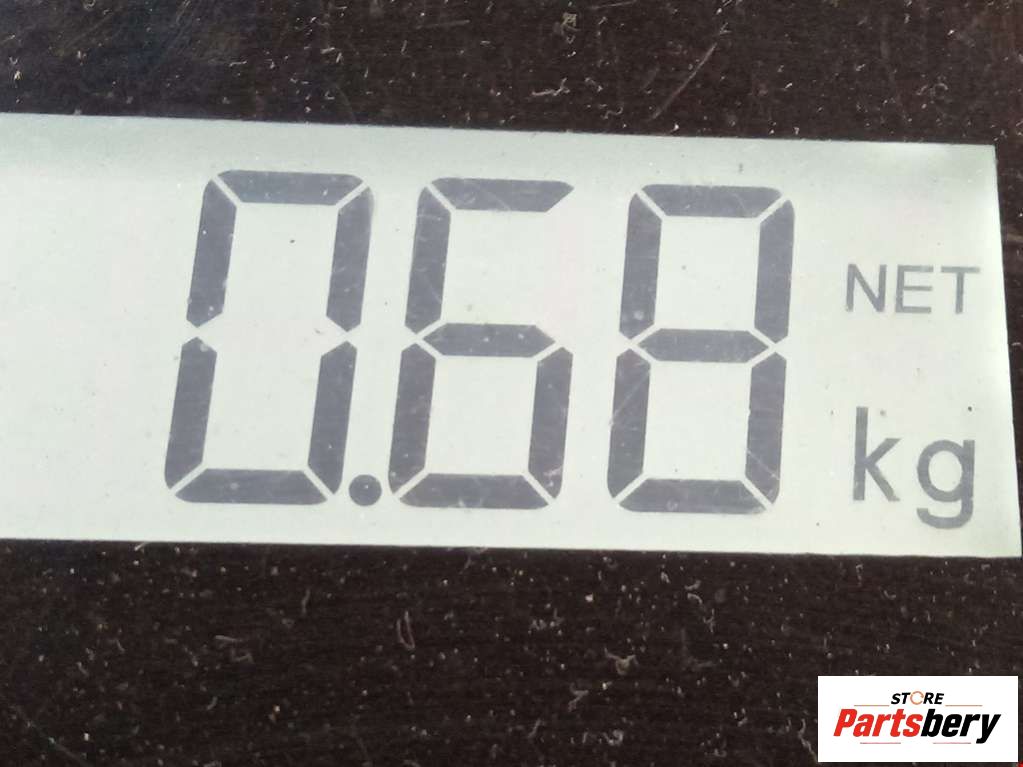 0.68 NET
kg
STORE
Partsbery